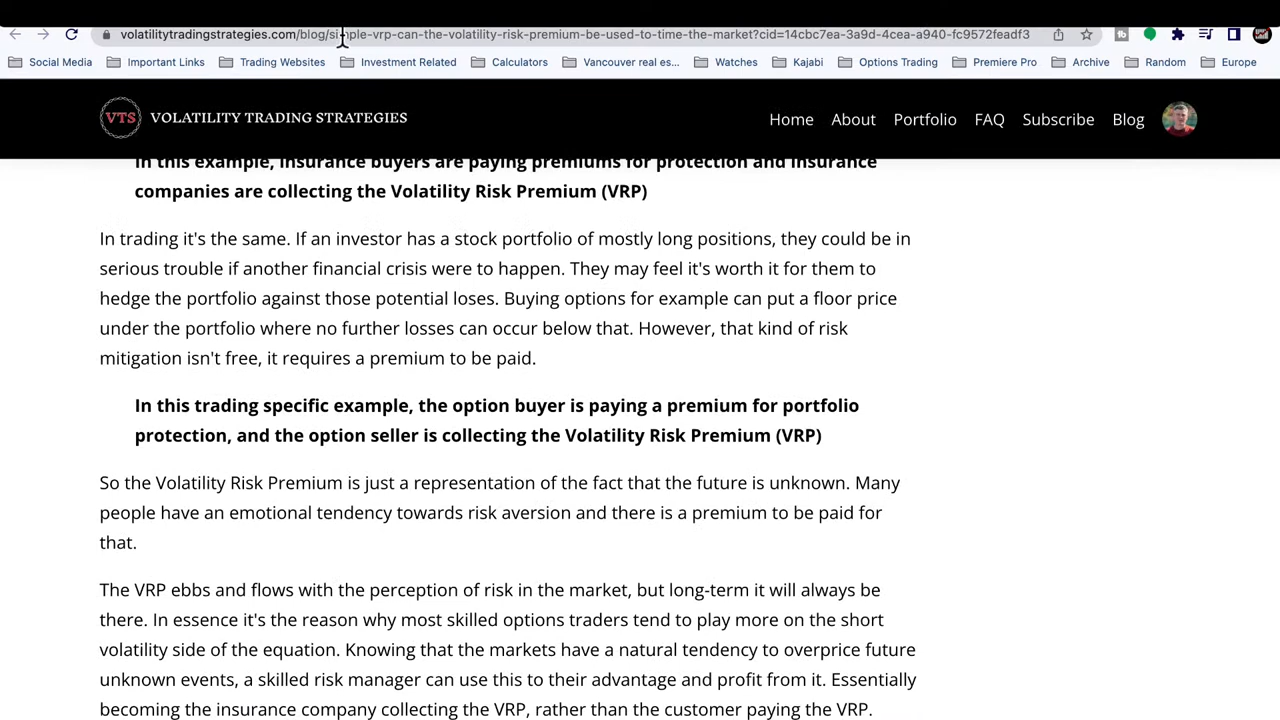 volatilitytradingstrategies.com/blog/simple-vrp-can-the-volatility-risk-premium-be-used-to-time-the-market?cid=14cbc7ea-3a9d-4cea-a940-fc9572feadf3
Social Media Important Links Trading Websites Investment Related Calculators Vancouver real es... Watches Kajabi Options Trading Premiere Pro Archive Random Europe
VTS VOLATILITY TRADING STRATEGIES Home About Portfolio FAQ Subscribe Blog
In this example, insurance buyers are paying premiums for protection and insurance
companies are collecting the Volatility Risk Premium (VRP)
In trading it's the same. If an investor has a stock portfolio of mostly long positions, they could be in
serious trouble if another financial crisis were to happen. They may feel it's worth it for them to
hedge the portfolio against those potential loses. Buying options for example can put a floor price
under the portfolio where no further losses can occur below that. However, that kind of risk
mitigation isn't free, it requires a premium to be paid.
In this trading specific example, the option buyer is paying a premium for portfolio
protection, and the option seller is collecting the Volatility Risk Premium (VRP)
So the Volatility Risk Premium is just a representation of the fact that the future is unknown. Many
people have an emotional tendency towards risk aversion and there is a premium to be paid for
that.
The VRP ebbs and flows with the perception of risk in the market, but long-term it will always be
there. In essence it's the reason why most skilled options traders tend to play more on the short
volatility side of the equation. Knowing that the markets have a natural tendency to overprice future
unknown events, a skilled risk manager can use this to their advantage and profit from it. Essentially
becoming the insurance company collecting the VRP, rather than the customer paying the VRP.